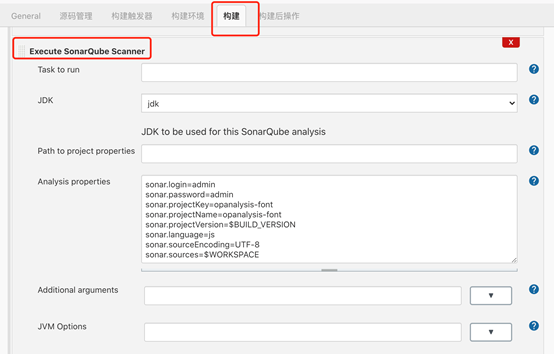 General 源码管理 构建触发器 构建环境 构建 构建后操作
Execute SonarQube Scanner
X
Task to run
?
JDK
jdk
?
JDK to be used for this SonarQube analysis
Path to project properties
?
Analysis properties
?
sonar.login=admin
sonar.password=admin
sonar.projectKey=opanalysis-font
sonar.projectName=opanalysis-font
sonar.projectVersion=$BUILD_VERSION
sonar.language=js
sonar.sourceEncoding=UTF-8
sonar.sources=$WORKSPACE
Additional arguments
?
JVM Options
?